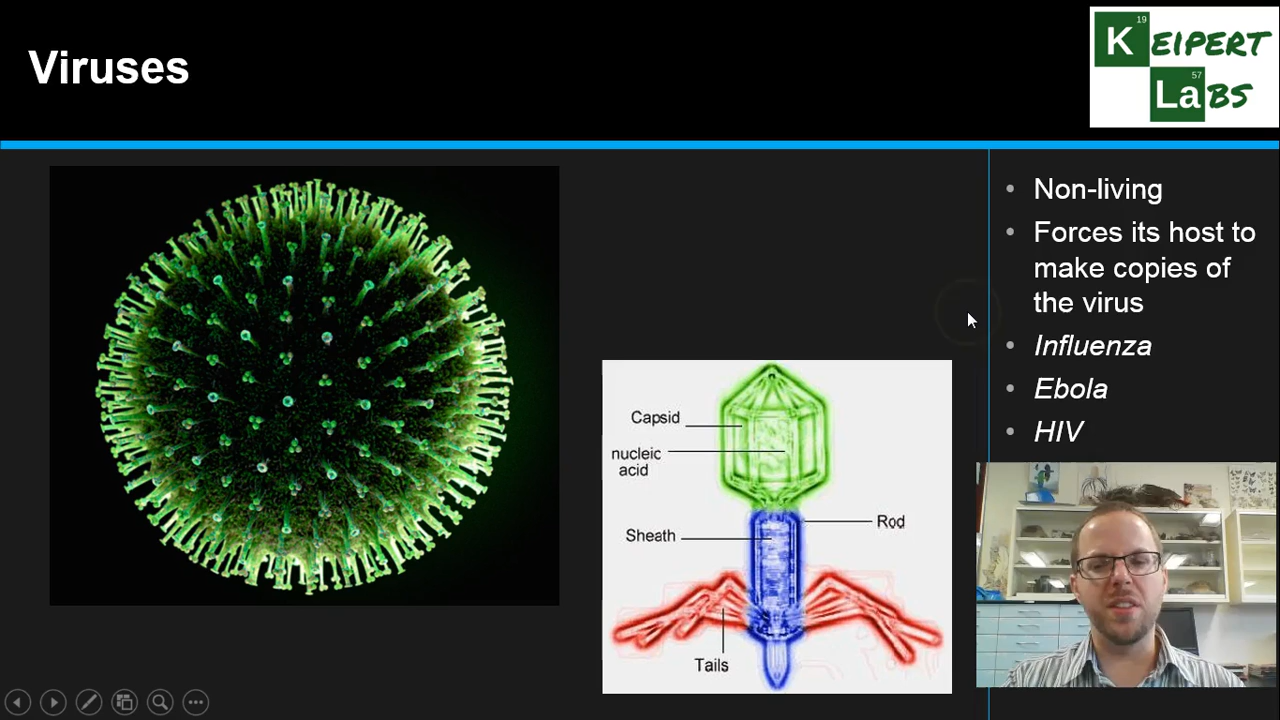 Viruses
19
K EIPERT
57
La BS
Non-living
Forces its host to
make copies of
the virus
Influenza
Ebola
HIV
Capsid
nucleic
acid
Sheath
Rod
Tails